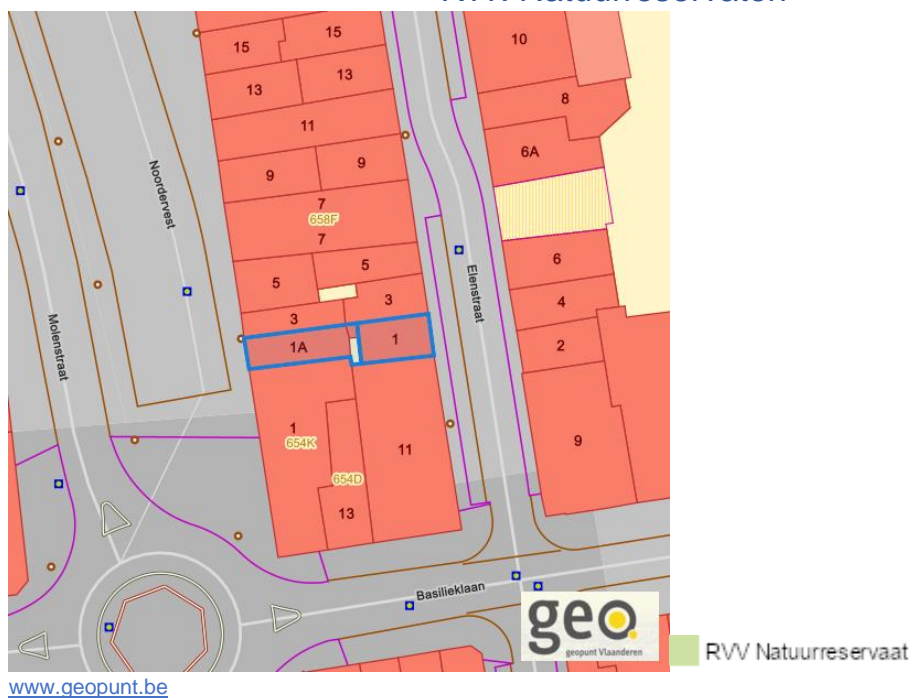 RVV Natuurreservaten
15
15
10
13
13
8
11
6A
9
9
Noordervest
7
658F
7
6
5
5
Elenstraat
4
3
3
Molenstraat
1A
1
2
1
654K
11
9
654D
13
Basilieklaan
geo
geopunt Vlaanderen
RVV Natuurreservaat
www.geopunt.be